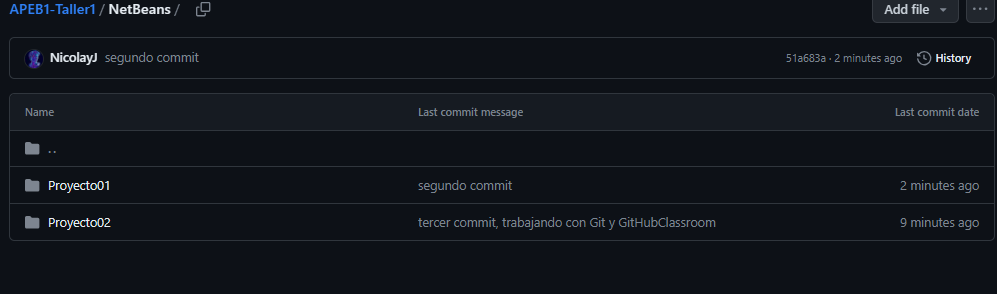 APEB1-Taller1 / NetBeans /
Add file
NicolayJ segundo commit
51a683a · 2 minutes ago
History
Name Last commit message Last commit date
..
Proyecto01 segundo commit 2 minutes ago
Proyecto02 tercer commit, trabajando con Git y GitHubClassroom 9 minutes ago